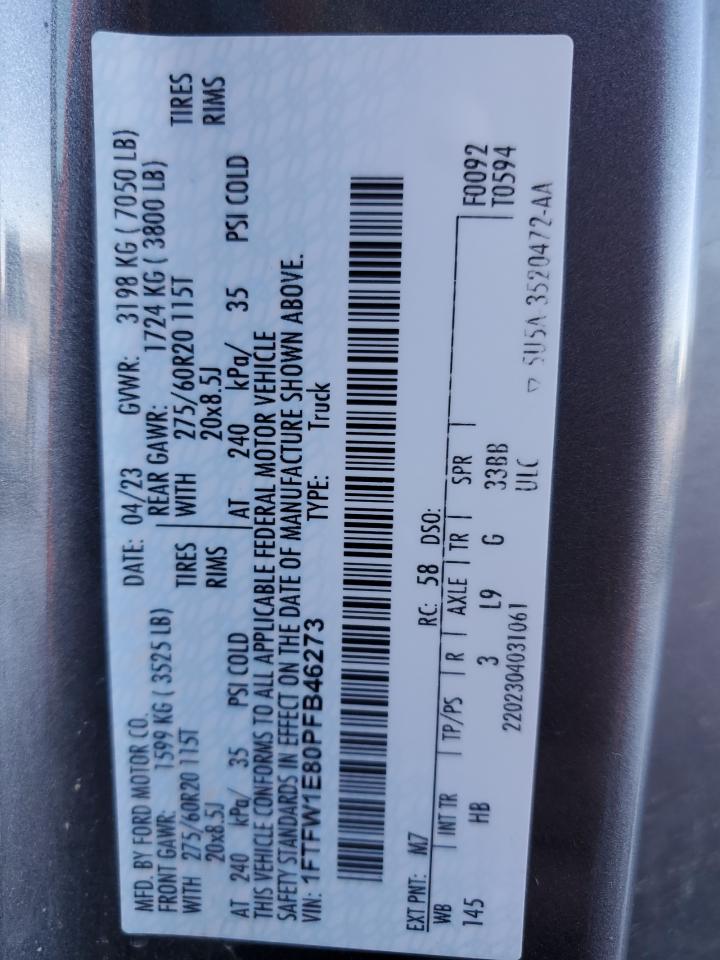 MFD. BY FORD MOTOR CO. DATE: 04/23 GVWR: 3198 KG ( 7050 LB)
FRONT GAWR: 1599 KG ( 3525 LB) REAR GAWR: 1724 KG ( 3800 LB)
WITH 275/60R20 115T TIRES WITH 275/60R20 115T TIRES
20x8.5J RIMS 20x8.5J RIMS
AT 240 kPa/ 35 PSI COLD AT 240 kPa/ 35 PSI COLD
THIS VEHICLE CONFORMS TO ALL APPLICABLE FEDERAL MOTOR VEHICLE
SAFETY STANDARDS IN EFFECT ON THE DATE OF MANUFACTURE SHOWN ABOVE.
VIN: 1FTFW1E80PFB46273 TYPE: Truck
EXT PNT: M7 RC: 58 DSO: F0092
WB INT TR TP/PS R AXLE TR SPR T0594
145 HB 3 L9 G 33BB
2202304031061 ULC
▽ 5U5A-3520472-AA